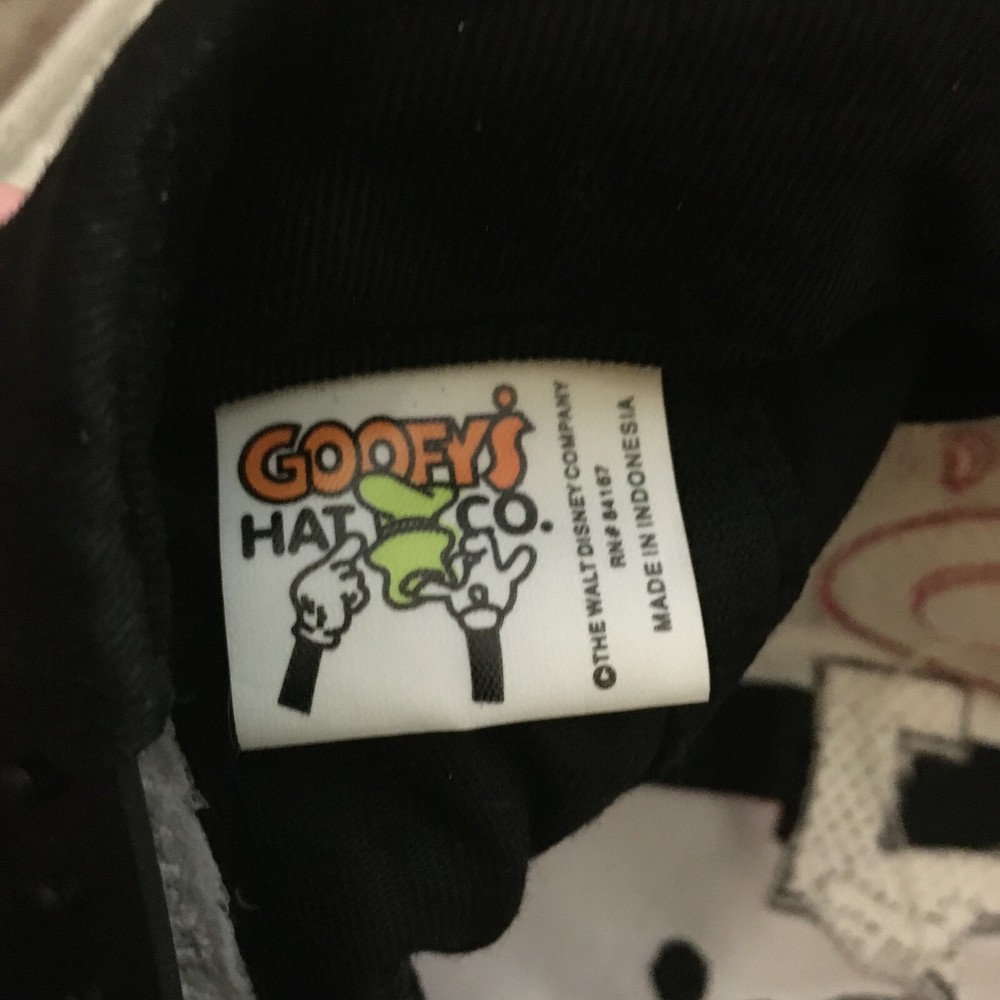 GOOFY'S
HAT CO.
©THE WALT DISNEY COMPANY
RN# 84167
MADE IN INDONESIA